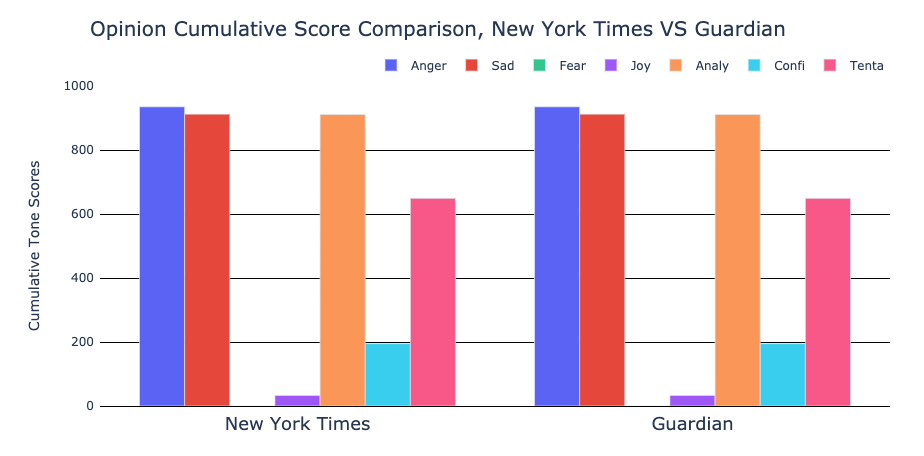 Opinion Cumulative Score Comparison, New York Times VS Guardian
Anger Sad Fear Joy Analy Confi Tenta
1000
800
600
400
200
0
Cumulative Tone Scores
New York Times Guardian